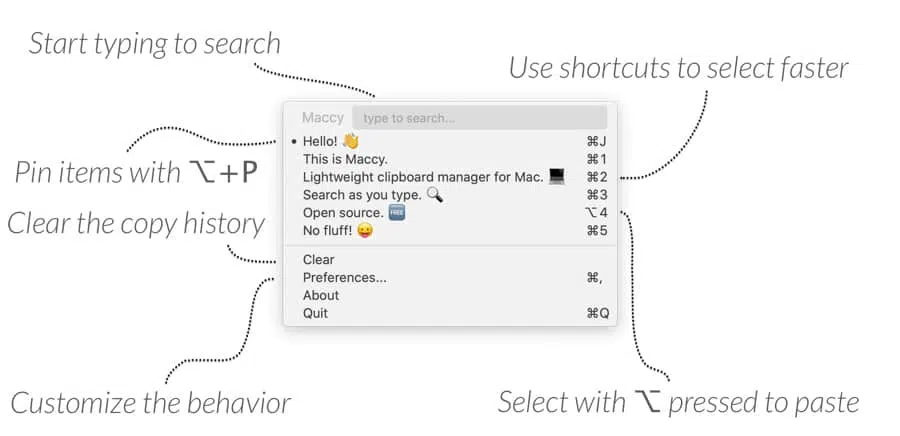 Start typing to search
Use shortcuts to select faster
Maccy type to search...
• Hello! 👋 ⌘J
This is Maccy. ⌘1
Lightweight clipboard manager for Mac. 💻 ⌘2
Search as you type. 🔍 ⌘3
Open source. 🆓 ⌥4
No fluff! 😛 ⌘5
Clear
Preferences... ⌘,
About
Quit ⌘Q
Pin items with ⌥+P
Clear the copy history
Customize the behavior
Select with ⌥ pressed to paste